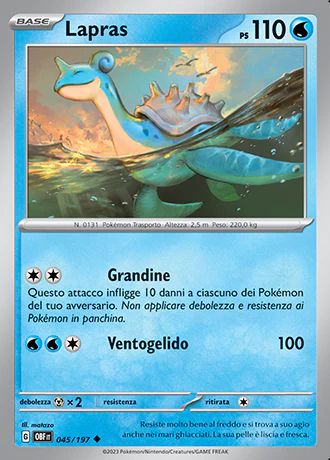 BASE Lapras PS 110
N. 0131 Pokémon Trasporto Altezza: 2,5 m Peso: 220,0 kg
Grandine
Questo attacco infligge 10 danni a ciascuno dei Pokémon
del tuo avversario. Non applicare debolezza e resistenza ai
Pokémon in panchina.
Ventogelido 100
debolezza ×2 resistenza ritirata
Ill. matazo
G OBF IT 045/197
Resiste molto bene al freddo e si trova a suo agio
anche nei mari ghiacciati. La sua pelle è liscia e fresca.
©2023 Pokémon/Nintendo/Creatures/GAME FREAK